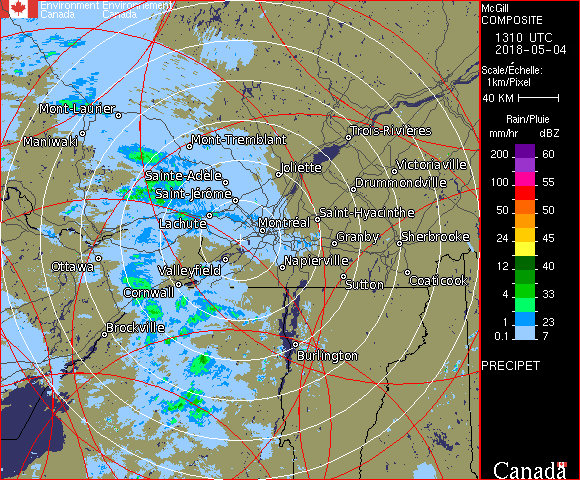 Environment Environnement
Canada Canada
McGill
COMPOSITE
1310 UTC
2018-05-04
Scale/Échelle:
1km/Pixel
40 KM
Rain/Pluie
mm/hr dBZ
200 60
100 55
50 50
24 45
12 40
4 33
1 23
0.1 7
PRECIPET
Canada
Mont-Laurier
Maniwaki
Mont-Tremblant
Trois-Rivières
Sainte-Adèle
Joliette
Victoriaville
Saint-Jérôme
Drummondville
Lachute
Montréal
Saint-Hyacinthe
Granby
Sherbrooke
Ottawa
Valleyfield
Napierville
Cornwall
Sutton
Coaticook
Brockville
Burlington